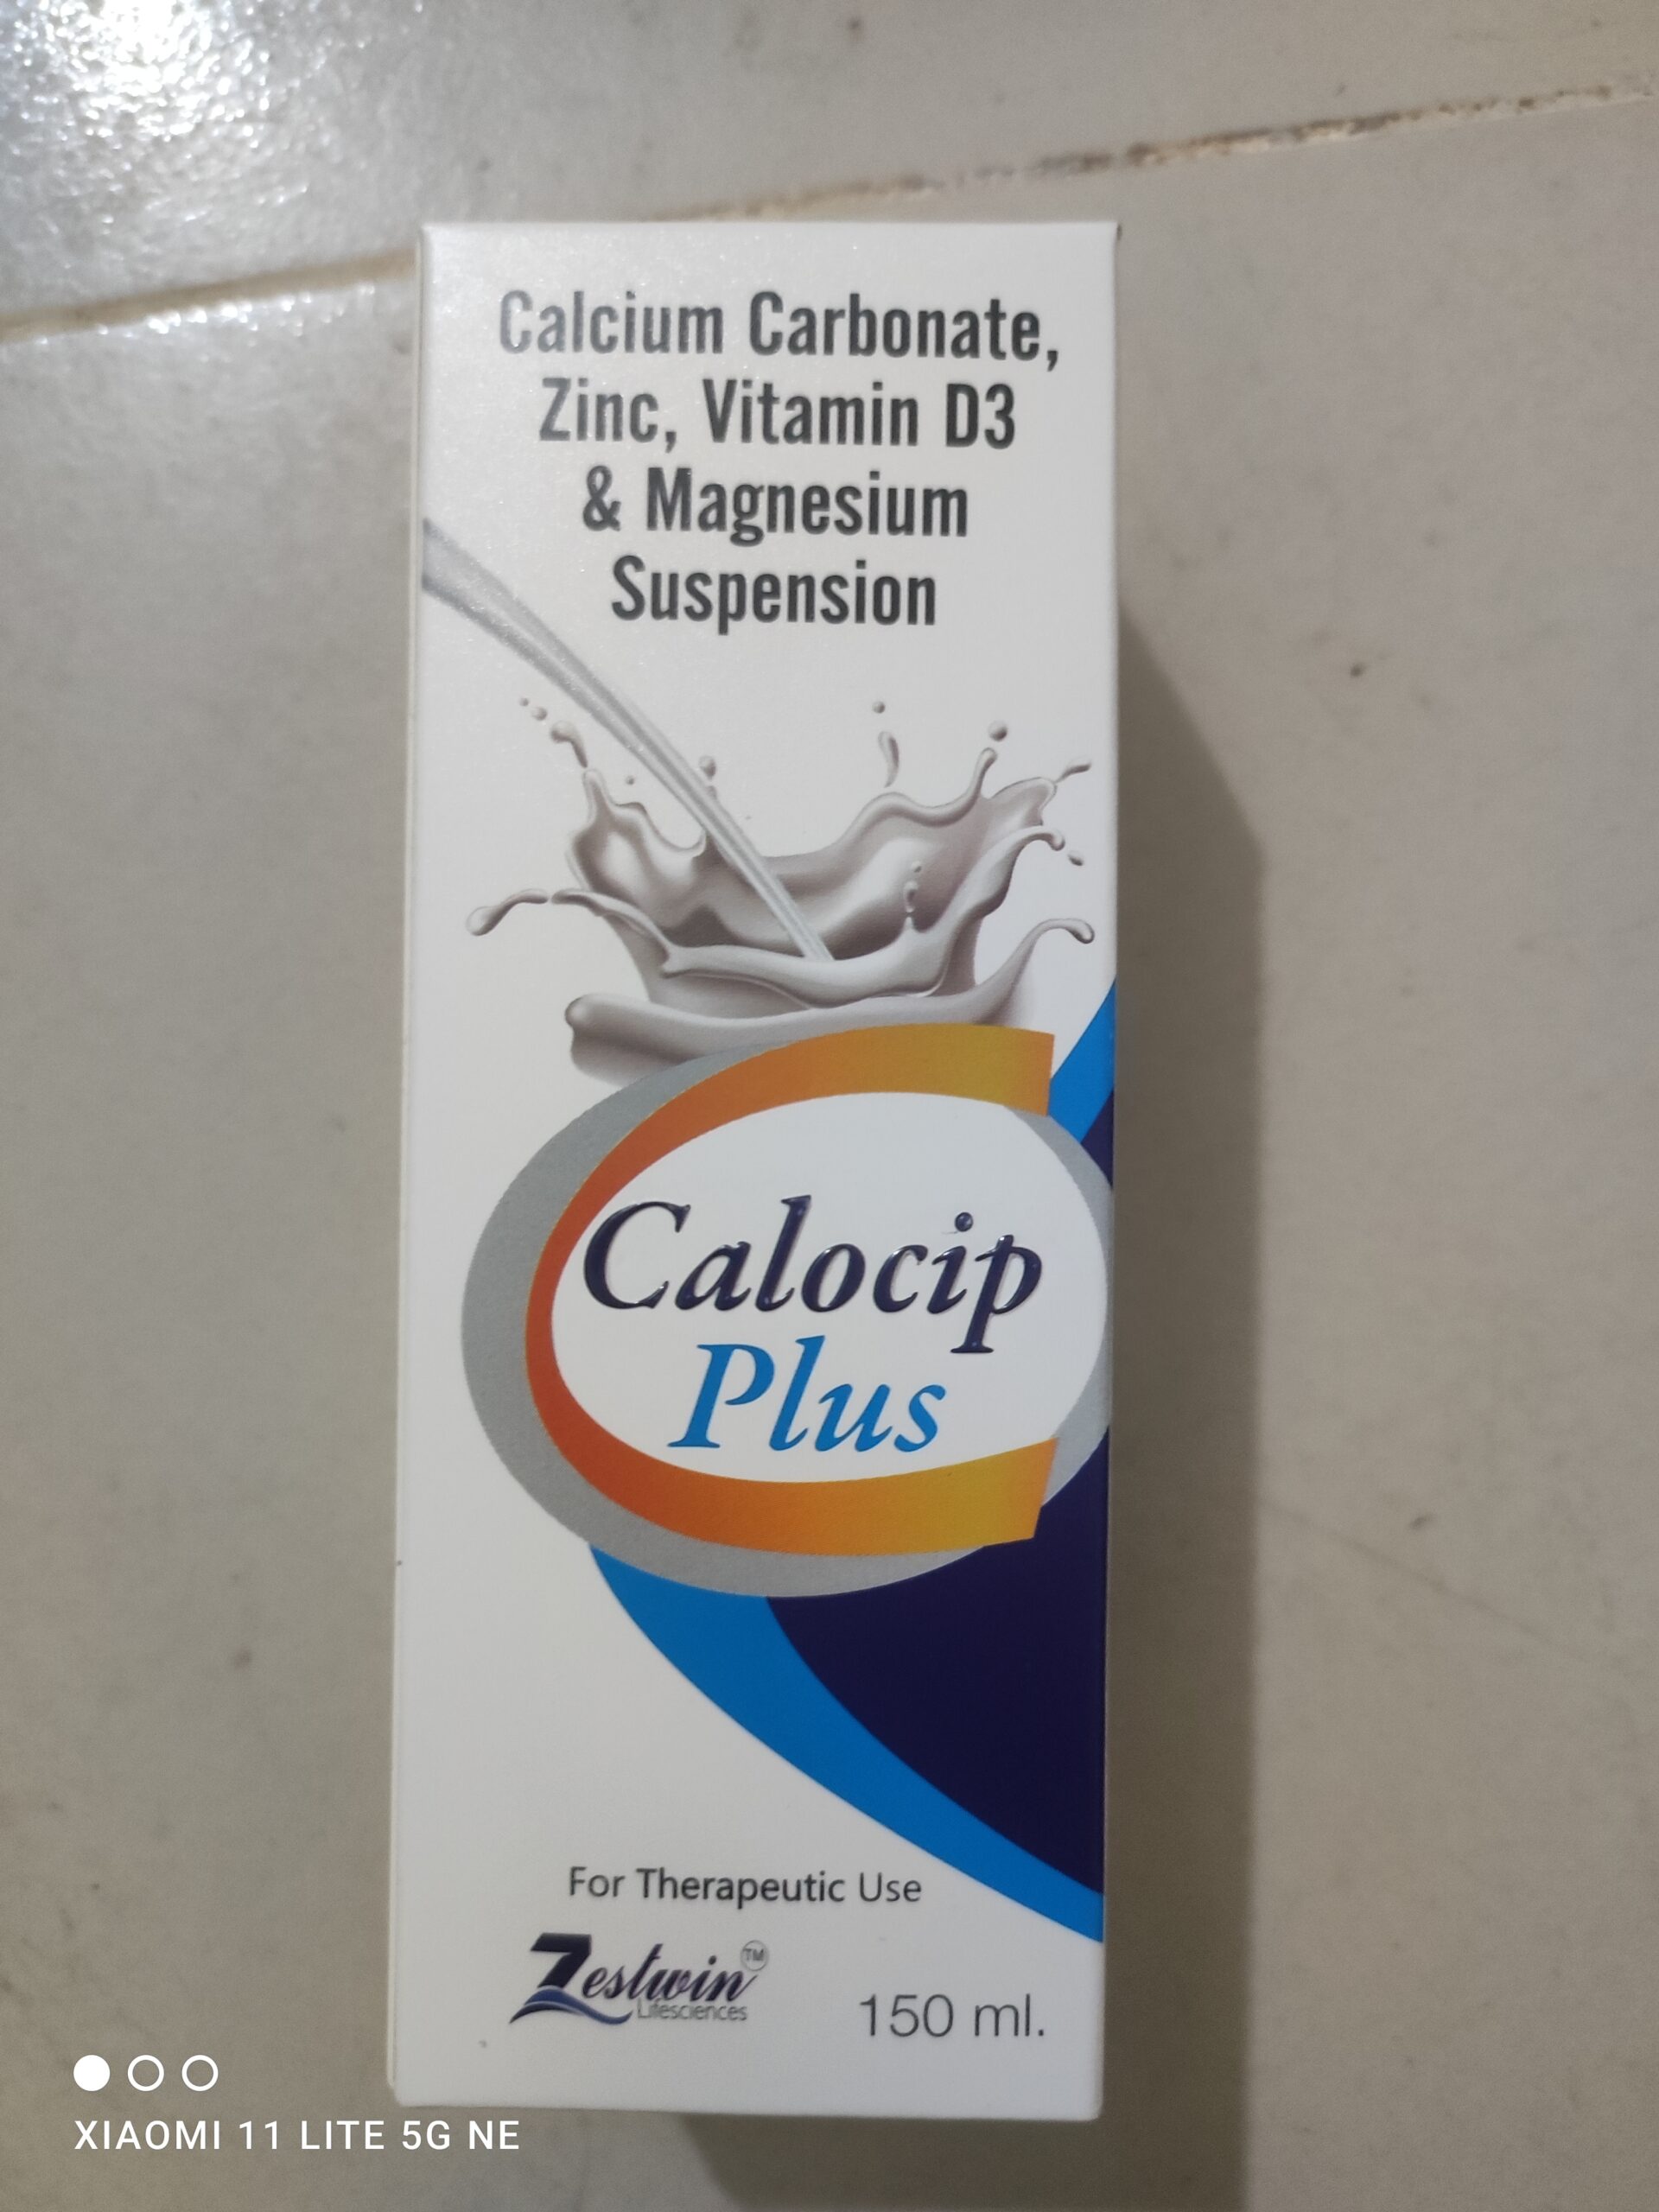 Calcium Carbonate,
Zinc, Vitamin D3
& Magnesium
Suspension
Calocip
Plus
For Therapeutic Use
Zestwin TM
Lifesciences
150 ml.
XIAOMI 11 LITE 5G NE